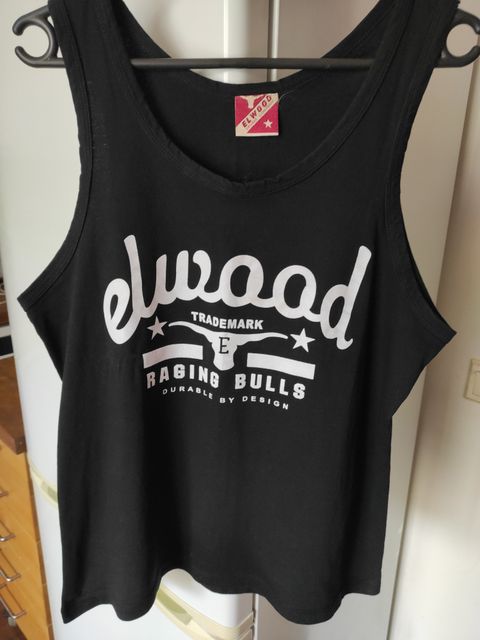 ELWOOD
elwood
TRADEMARK
E
RAGING BULLS
DURABLE BY DESIGN